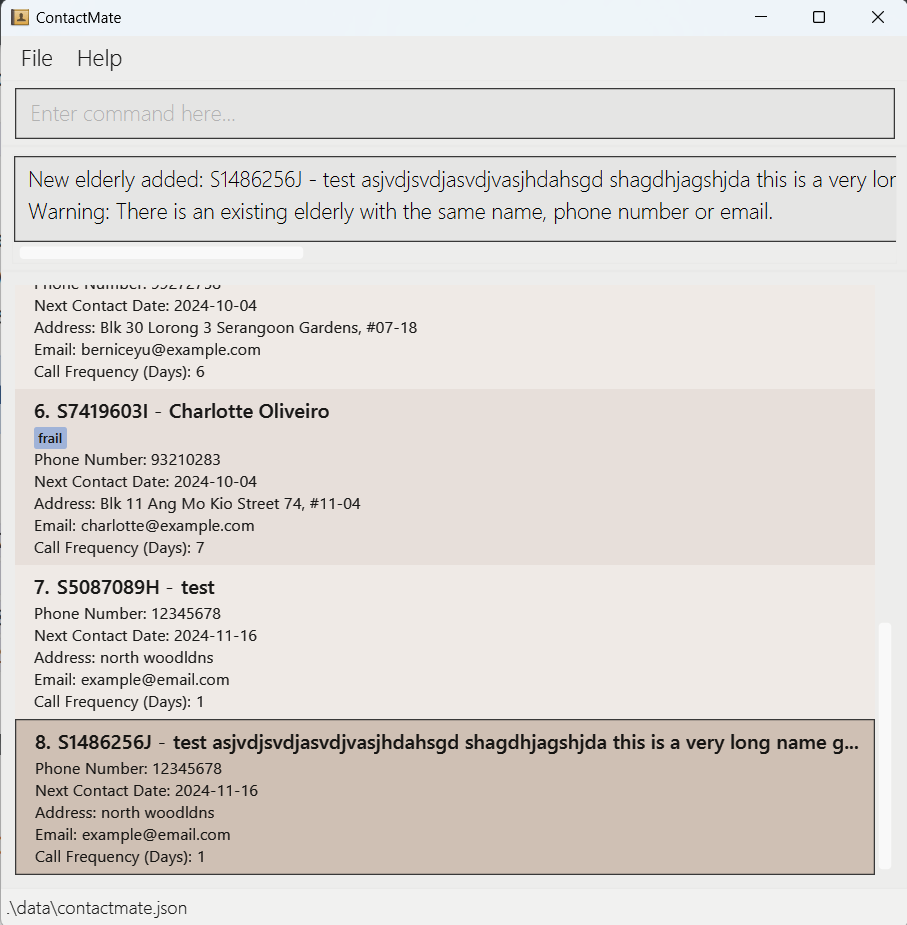 ContactMate
File Help
Enter command here...
New elderly added: S1486256J - test asjvdjsvdjasvdjvasjhdahsgd shagdhjagshjda this is a very lor
Warning: There is an existing elderly with the same name, phone number or email.
Phone Number: 99272758
Next Contact Date: 2024-10-04
Address: Blk 30 Lorong 3 Serangoon Gardens, #07-18
Email: berniceyu@example.com
Call Frequency (Days): 6
6. S7419603I - Charlotte Oliveiro
frail
Phone Number: 93210283
Next Contact Date: 2024-10-04
Address: Blk 11 Ang Mo Kio Street 74, #11-04
Email: charlotte@example.com
Call Frequency (Days): 7
7. S5087089H - test
Phone Number: 12345678
Next Contact Date: 2024-11-16
Address: north woodldns
Email: example@email.com
Call Frequency (Days): 1
8. S1486256J - test asjvdjsvdjasvdjvasjhdahsgd shagdhjagshjda this is a very long name g...
Phone Number: 12345678
Next Contact Date: 2024-11-16
Address: north woodldns
Email: example@email.com
Call Frequency (Days): 1
.\data\contactmate.json